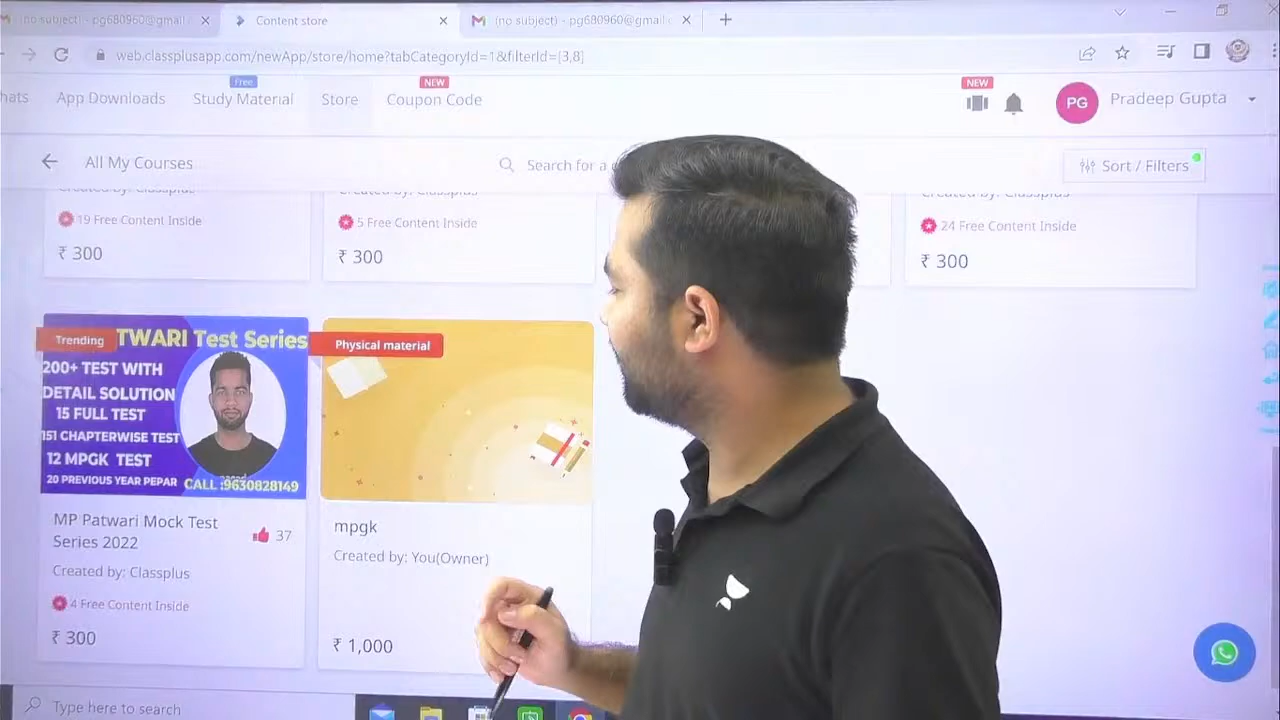 (no subject) - pg680960@gmail
Content store
(no subject) - pg680960@gmail
web.classplusapp.com/newApp/store/home?tabCategoryId=1&filterId=[3,8]
hats
App Downloads
Free
Study Material
Store
NEW
Coupon Code
NEW
PG
Pradeep Gupta
All My Courses
Search for a
Sort / Filters
Created by: Classplus
Created by: Classplus
Created by: Classplus
19 Free Content Inside
5 Free Content Inside
24 Free Content Inside
₹ 300
₹ 300
₹ 300
Trending
TWARI Test Series
200+ TEST WITH
DETAIL SOLUTION
15 FULL TEST
151 CHAPTERWISE TEST
12 MPGK TEST
20 PREVIOUS YEAR PEPAR
CALL :9630828149
MP Patwari Mock Test
Series 2022
37
Created by: Classplus
4 Free Content Inside
₹ 300
Physical material
mpgk
Created by: You(Owner)
₹ 1,000
Type here to search